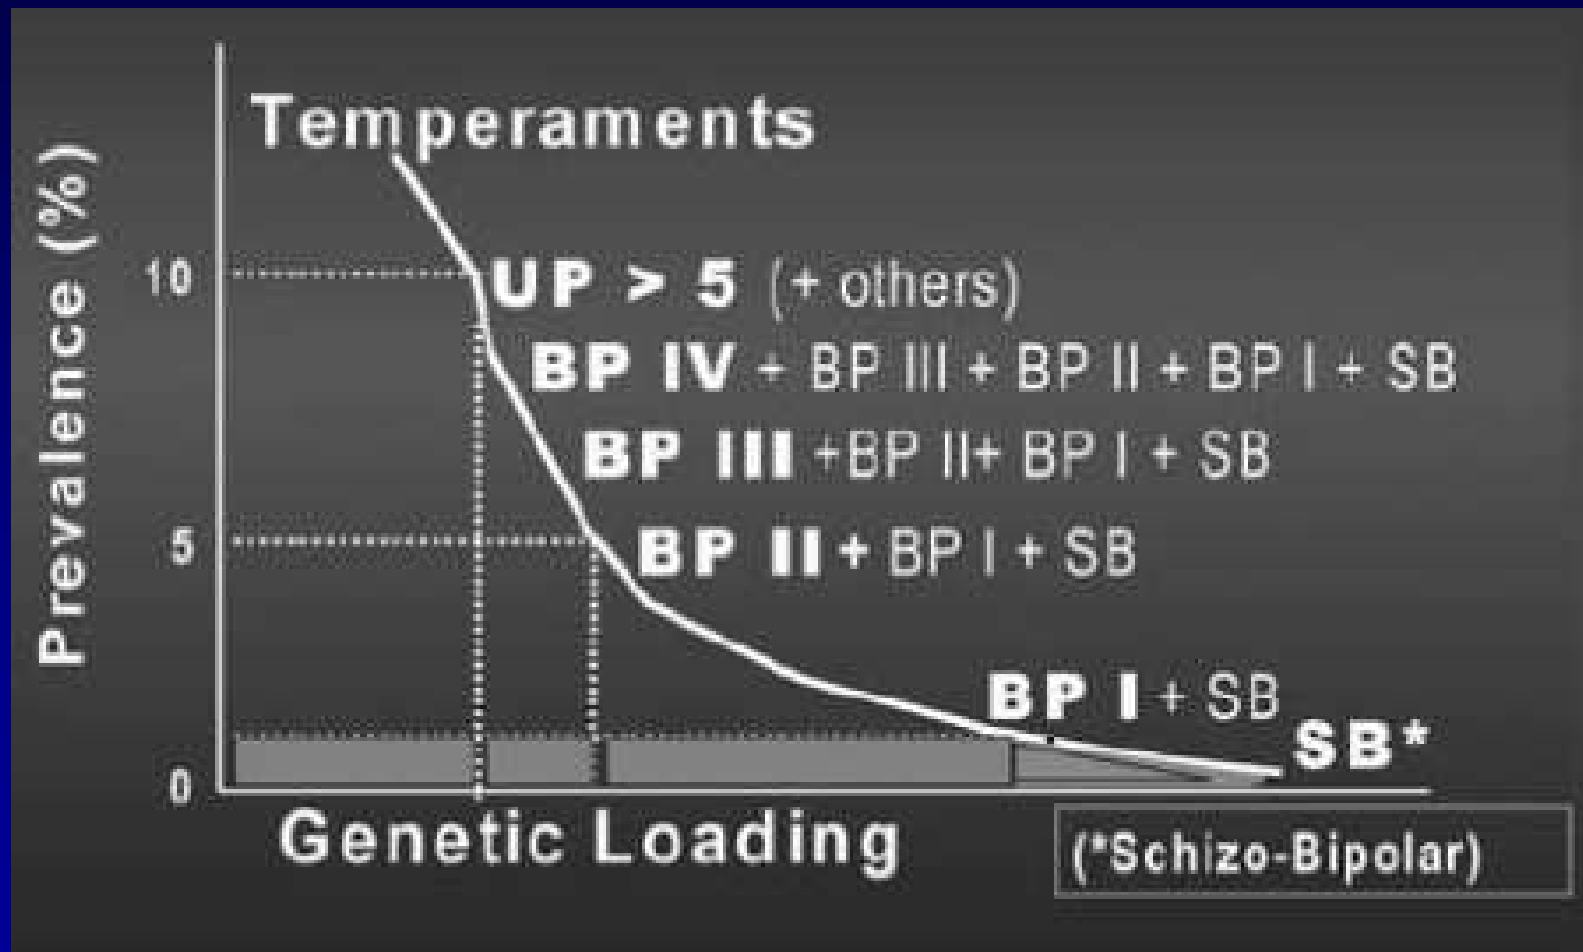 Temperaments
Prevalence (%)
10
UP > 5 (+ others)
BP IV + BP III + BP II + BP I + SB
BP III +BP II+ BP I + SB
5
BP II + BP I + SB
BP I + SB
SB*
0
Genetic Loading
(*Schizo-Bipolar)